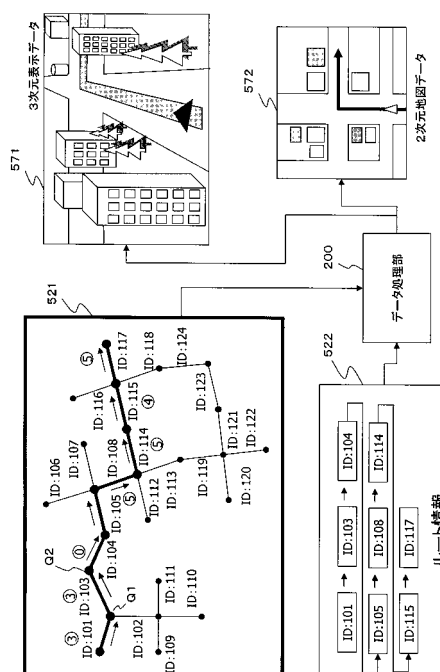 571
3次元表示データ
572
2次元地図データ
521
⑤
ID:117
ID:118
ID:124
ID:116
ID:115
④
ID:123
ID:107
ID:108
ID:114
⑤
ID:121
ID:122
ID:106
ID:105
⑤
ID:112
ID:113
ID:119
ID:120
Q2
⓪
ID:104
③
ID:103
Q1
ID:111
ID:110
③
ID:101
ID:102
ID:109
200
データ処理部
522
ID:101
ID:103
ID:104
ID:105
ID:108
ID:114
ID:115
ID:117
ルート情報